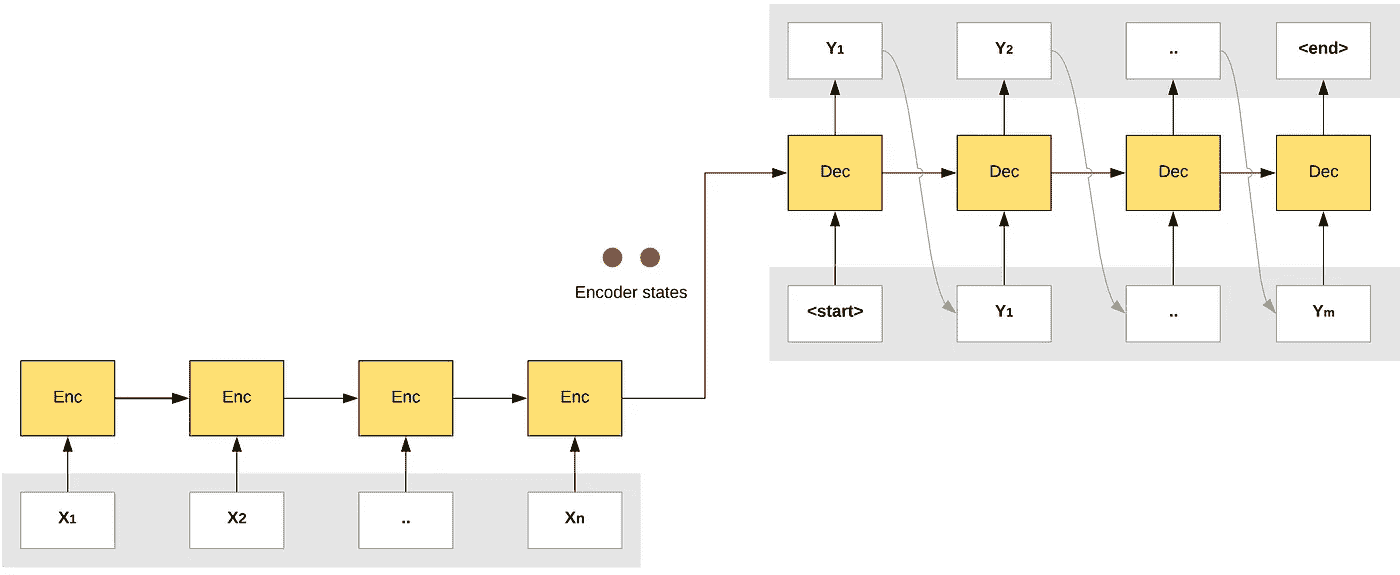 Y1 Y2 .. <end>
Dec Dec Dec Dec
Encoder states
<start> Y1 .. Ym
Enc Enc Enc Enc
X1 X2 .. Xn